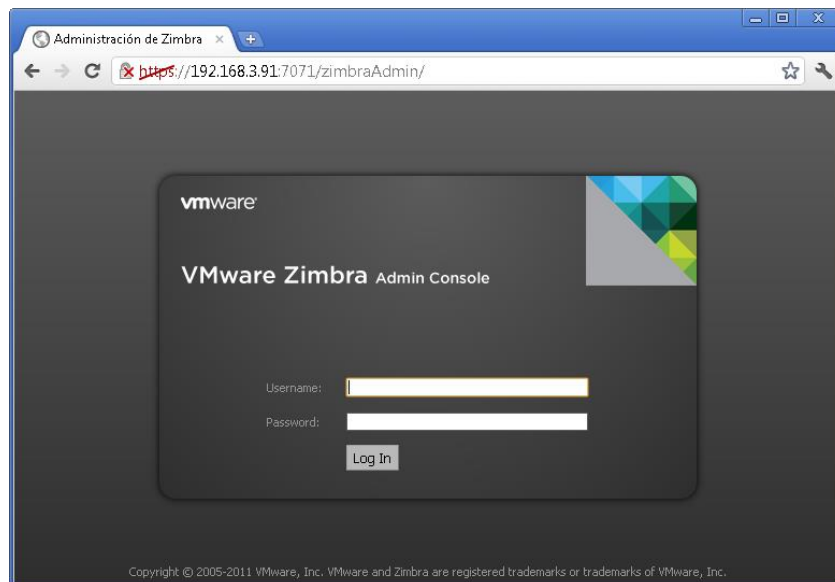 Administración de Zimbra
https://192.168.3.91:7071/zimbraAdmin/
vmware
VMware Zimbra Admin Console
Username:
Password:
Log In
Copyright © 2005-2011 VMware, Inc. VMware and Zimbra are registered trademarks or trademarks of VMware, Inc.